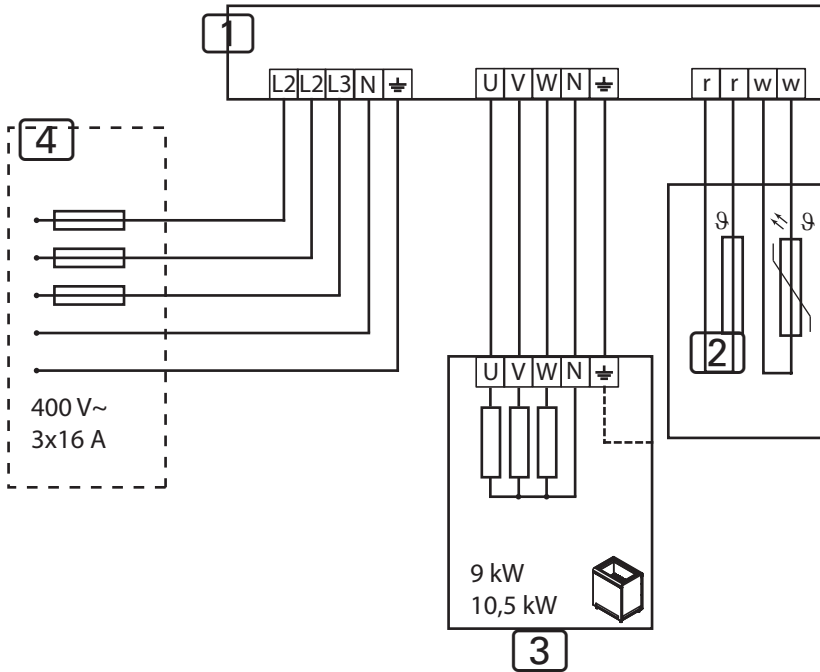 1
L2 L2 L3 N
U V W N
r r w w
4
ϑ ϑ
2
U V W N
400 V~
3x16 A
9 kW
10,5 kW
3